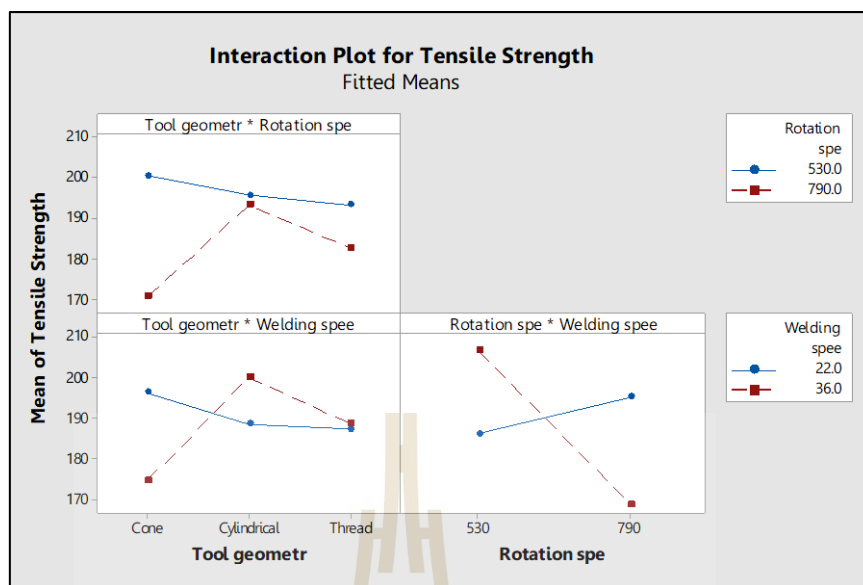 Interaction Plot for Tensile Strength
Fitted Means
Tool geometr * Rotation spe
210
200
190
180
170
Rotation
spe
530.0
790.0
Mean of Tensile Strength
Tool geometr * Welding spee
Rotation spe * Welding spee
210
200
190
180
170
Welding
spee
22.0
36.0
Cone
Cylindrical
Thread
530
790
Tool geometr
Rotation spe